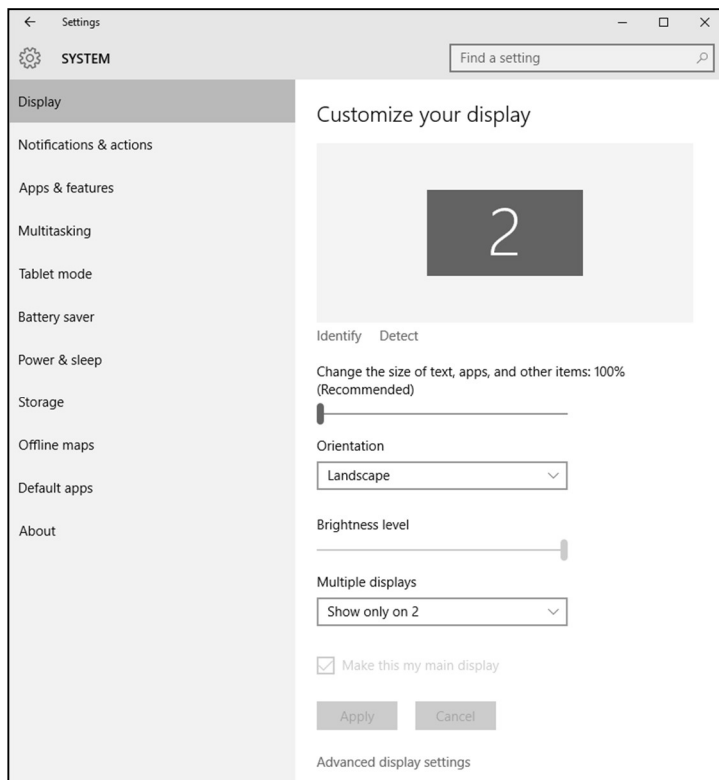 Settings
SYSTEM
Find a setting
Display
Notifications & actions
Apps & features
Multitasking
Tablet mode
Battery saver
Power & sleep
Storage
Offline maps
Default apps
About
Customize your display
2
Identify Detect
Change the size of text, apps, and other items: 100%
(Recommended)
Orientation
Landscape
Brightness level
Multiple displays
Show only on 2
Make this my main display
Apply Cancel
Advanced display settings